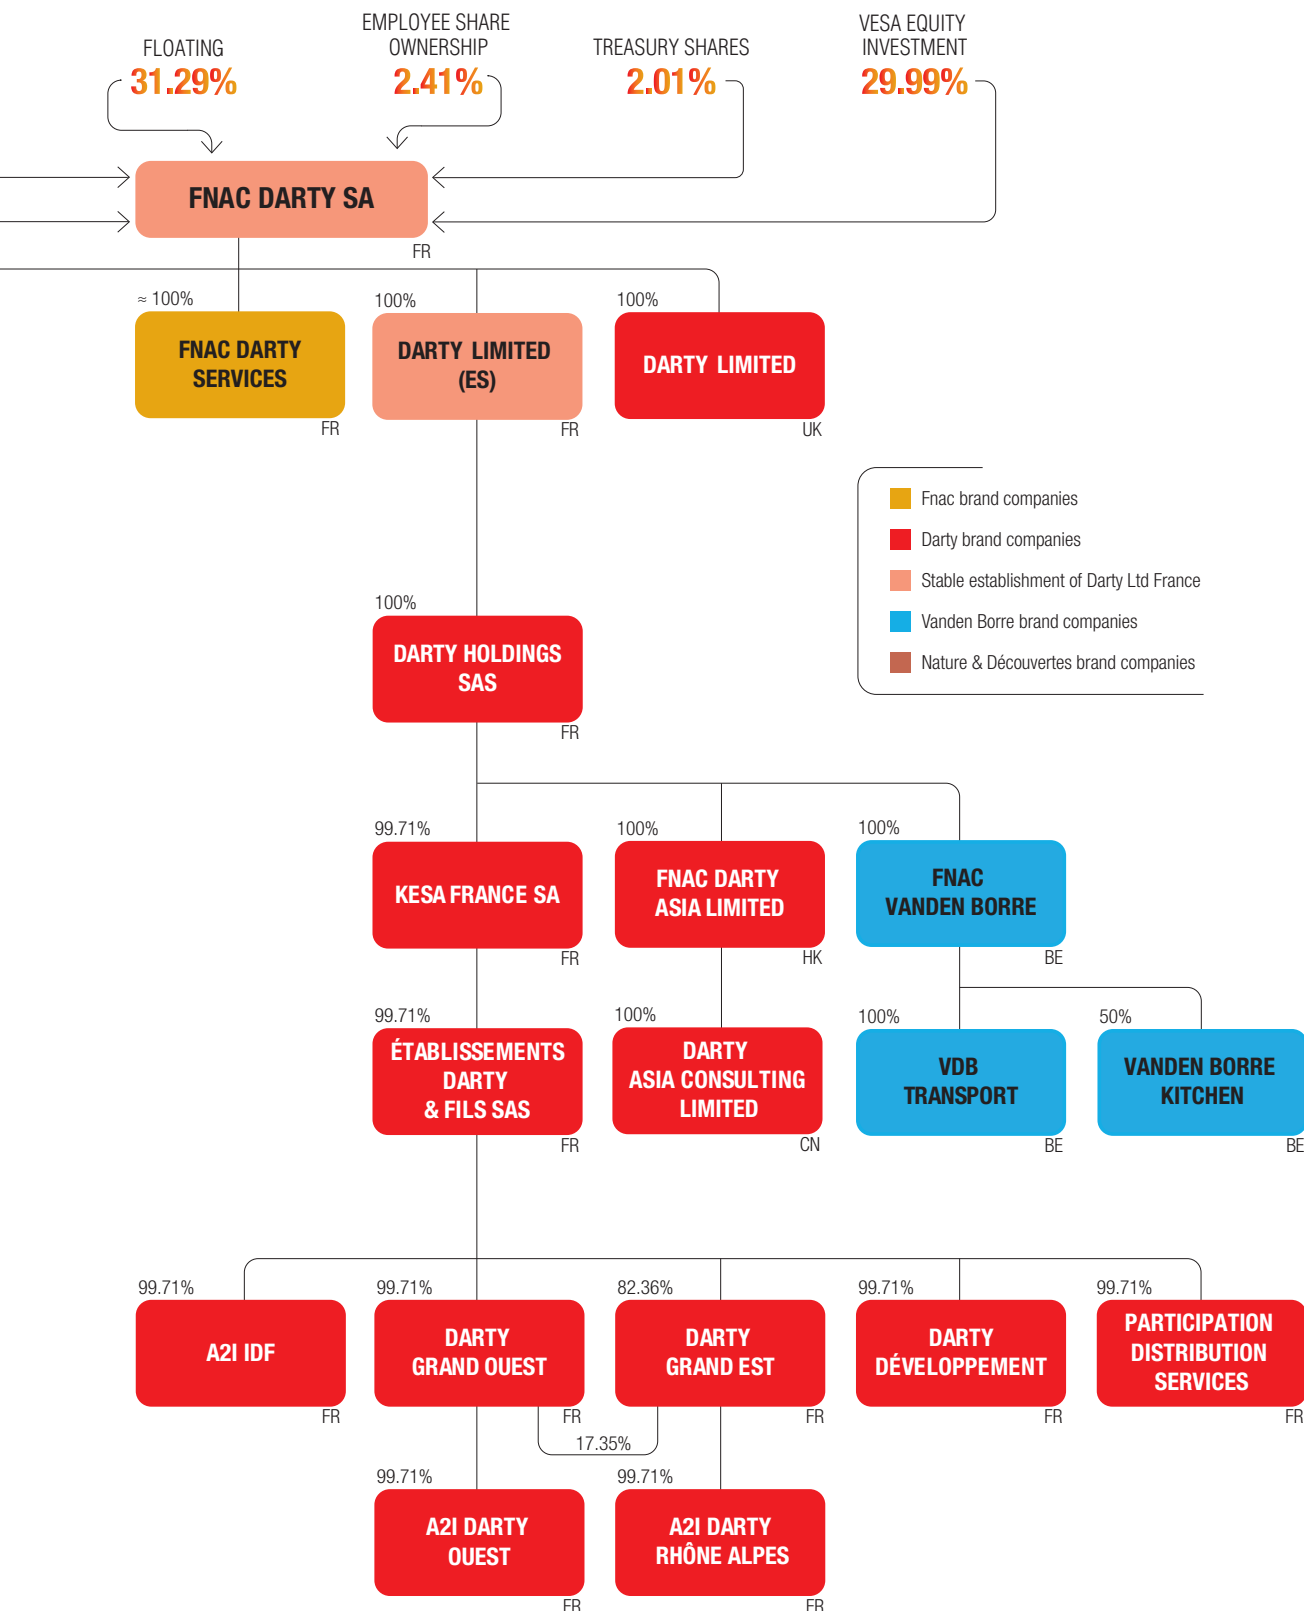 FLOATING
31.29%
EMPLOYEE SHARE
OWNERSHIP
2.41%
TREASURY SHARES
2.01%
VESA EQUITY
INVESTMENT
29.99%
FNAC DARTY SA
FR
≈ 100%
FNAC DARTY
SERVICES
FR
100%
DARTY LIMITED
(ES)
FR
100%
DARTY LIMITED
UK
Fnac brand companies
Darty brand companies
Stable establishment of Darty Ltd France
Vanden Borre brand companies
Nature & Découvertes brand companies
100%
DARTY HOLDINGS
SAS
FR
99.71%
KESA FRANCE SA
FR
100%
FNAC DARTY
ASIA LIMITED
HK
100%
FNAC
VANDEN BORRE
BE
99.71%
ÉTABLISSEMENTS
DARTY
& FILS SAS
FR
100%
DARTY
ASIA CONSULTING
LIMITED
CN
100%
VDB
TRANSPORT
BE
50%
VANDEN BORRE
KITCHEN
BE
99.71%
A2I IDF
FR
99.71%
DARTY
GRAND OUEST
FR
82.36%
DARTY
GRAND EST
FR
99.71%
DARTY
DÉVELOPPEMENT
FR
99.71%
PARTICIPATION
DISTRIBUTION
SERVICES
FR
17.35%
99.71%
A2I DARTY
OUEST
FR
99.71%
A2I DARTY
RHÔNE ALPES
FR